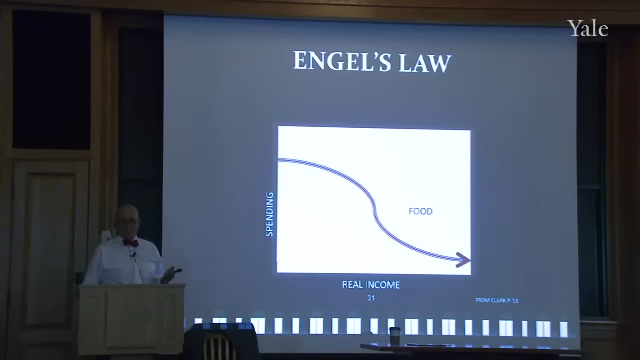 Yale
ENGEL'S LAW
SPENDING
FOOD
REAL INCOME
31
FROM CLARK P. 53